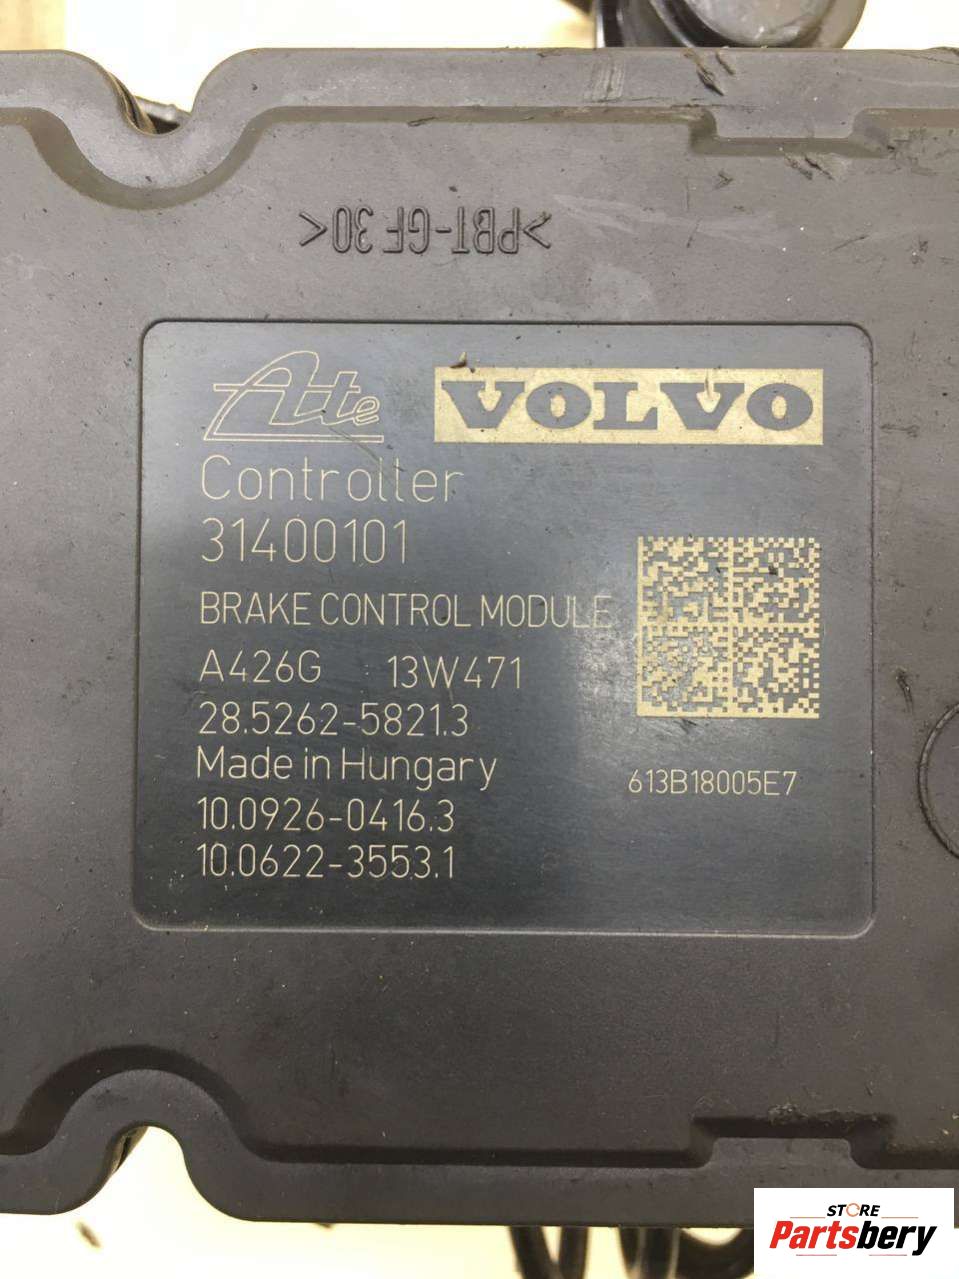 >PBT-GF 30<
Ate VOLVO
Controller
31400101
BRAKE CONTROL MODULE
A426G 13W471
28.5262-5821.3
Made in Hungary
613B18005E7
10.0926-0416.3
10.0622-3553.1
STORE
Partsbery